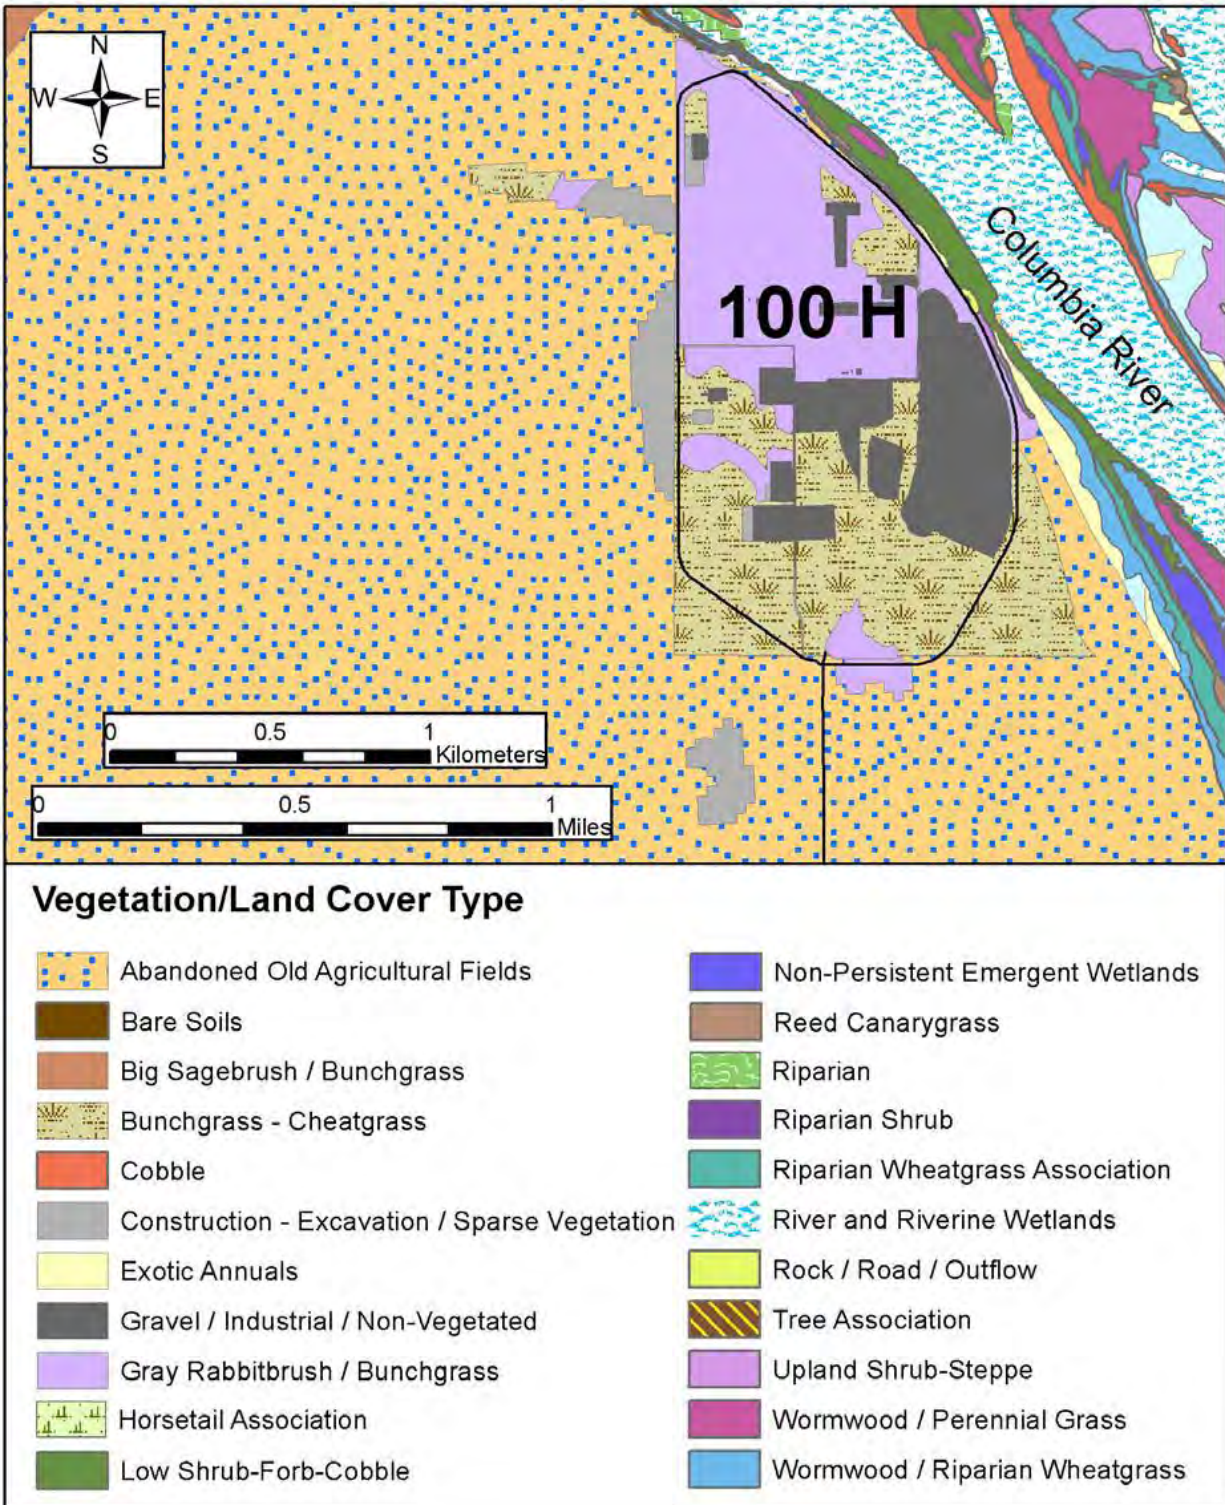 N
W E
S
100 H
Columbia River
0 0.5 1
Kilometers
0 0.5 1
Miles
Vegetation/Land Cover Type
Abandoned Old Agricultural Fields
Bare Soils
Big Sagebrush / Bunchgrass
Bunchgrass - Cheatgrass
Cobble
Construction - Excavation / Sparse Vegetation
Exotic Annuals
Gravel / Industrial / Non-Vegetated
Gray Rabbitbrush / Bunchgrass
Horsetail Association
Low Shrub-Forb-Cobble
Non-Persistent Emergent Wetlands
Reed Canarygrass
Riparian
Riparian Shrub
Riparian Wheatgrass Association
River and Riverine Wetlands
Rock / Road / Outflow
Tree Association
Upland Shrub-Steppe
Wormwood / Perennial Grass
Wormwood / Riparian Wheatgrass